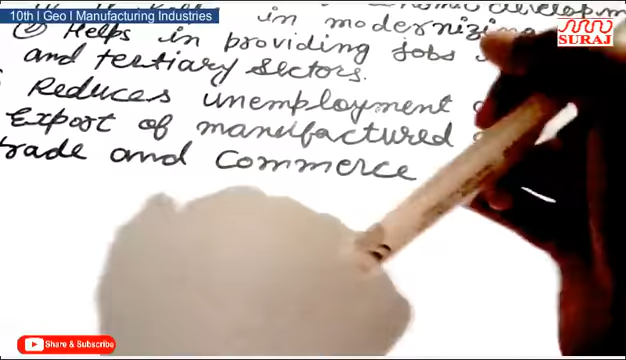 10th | Geo | Manufacturing Industries
in modernizing
② Helps in providing jobs
and tertiary sectors.
Reduces unemployment
Export of manufactured
trade and commerce
SURAJ
Share & Subscribe